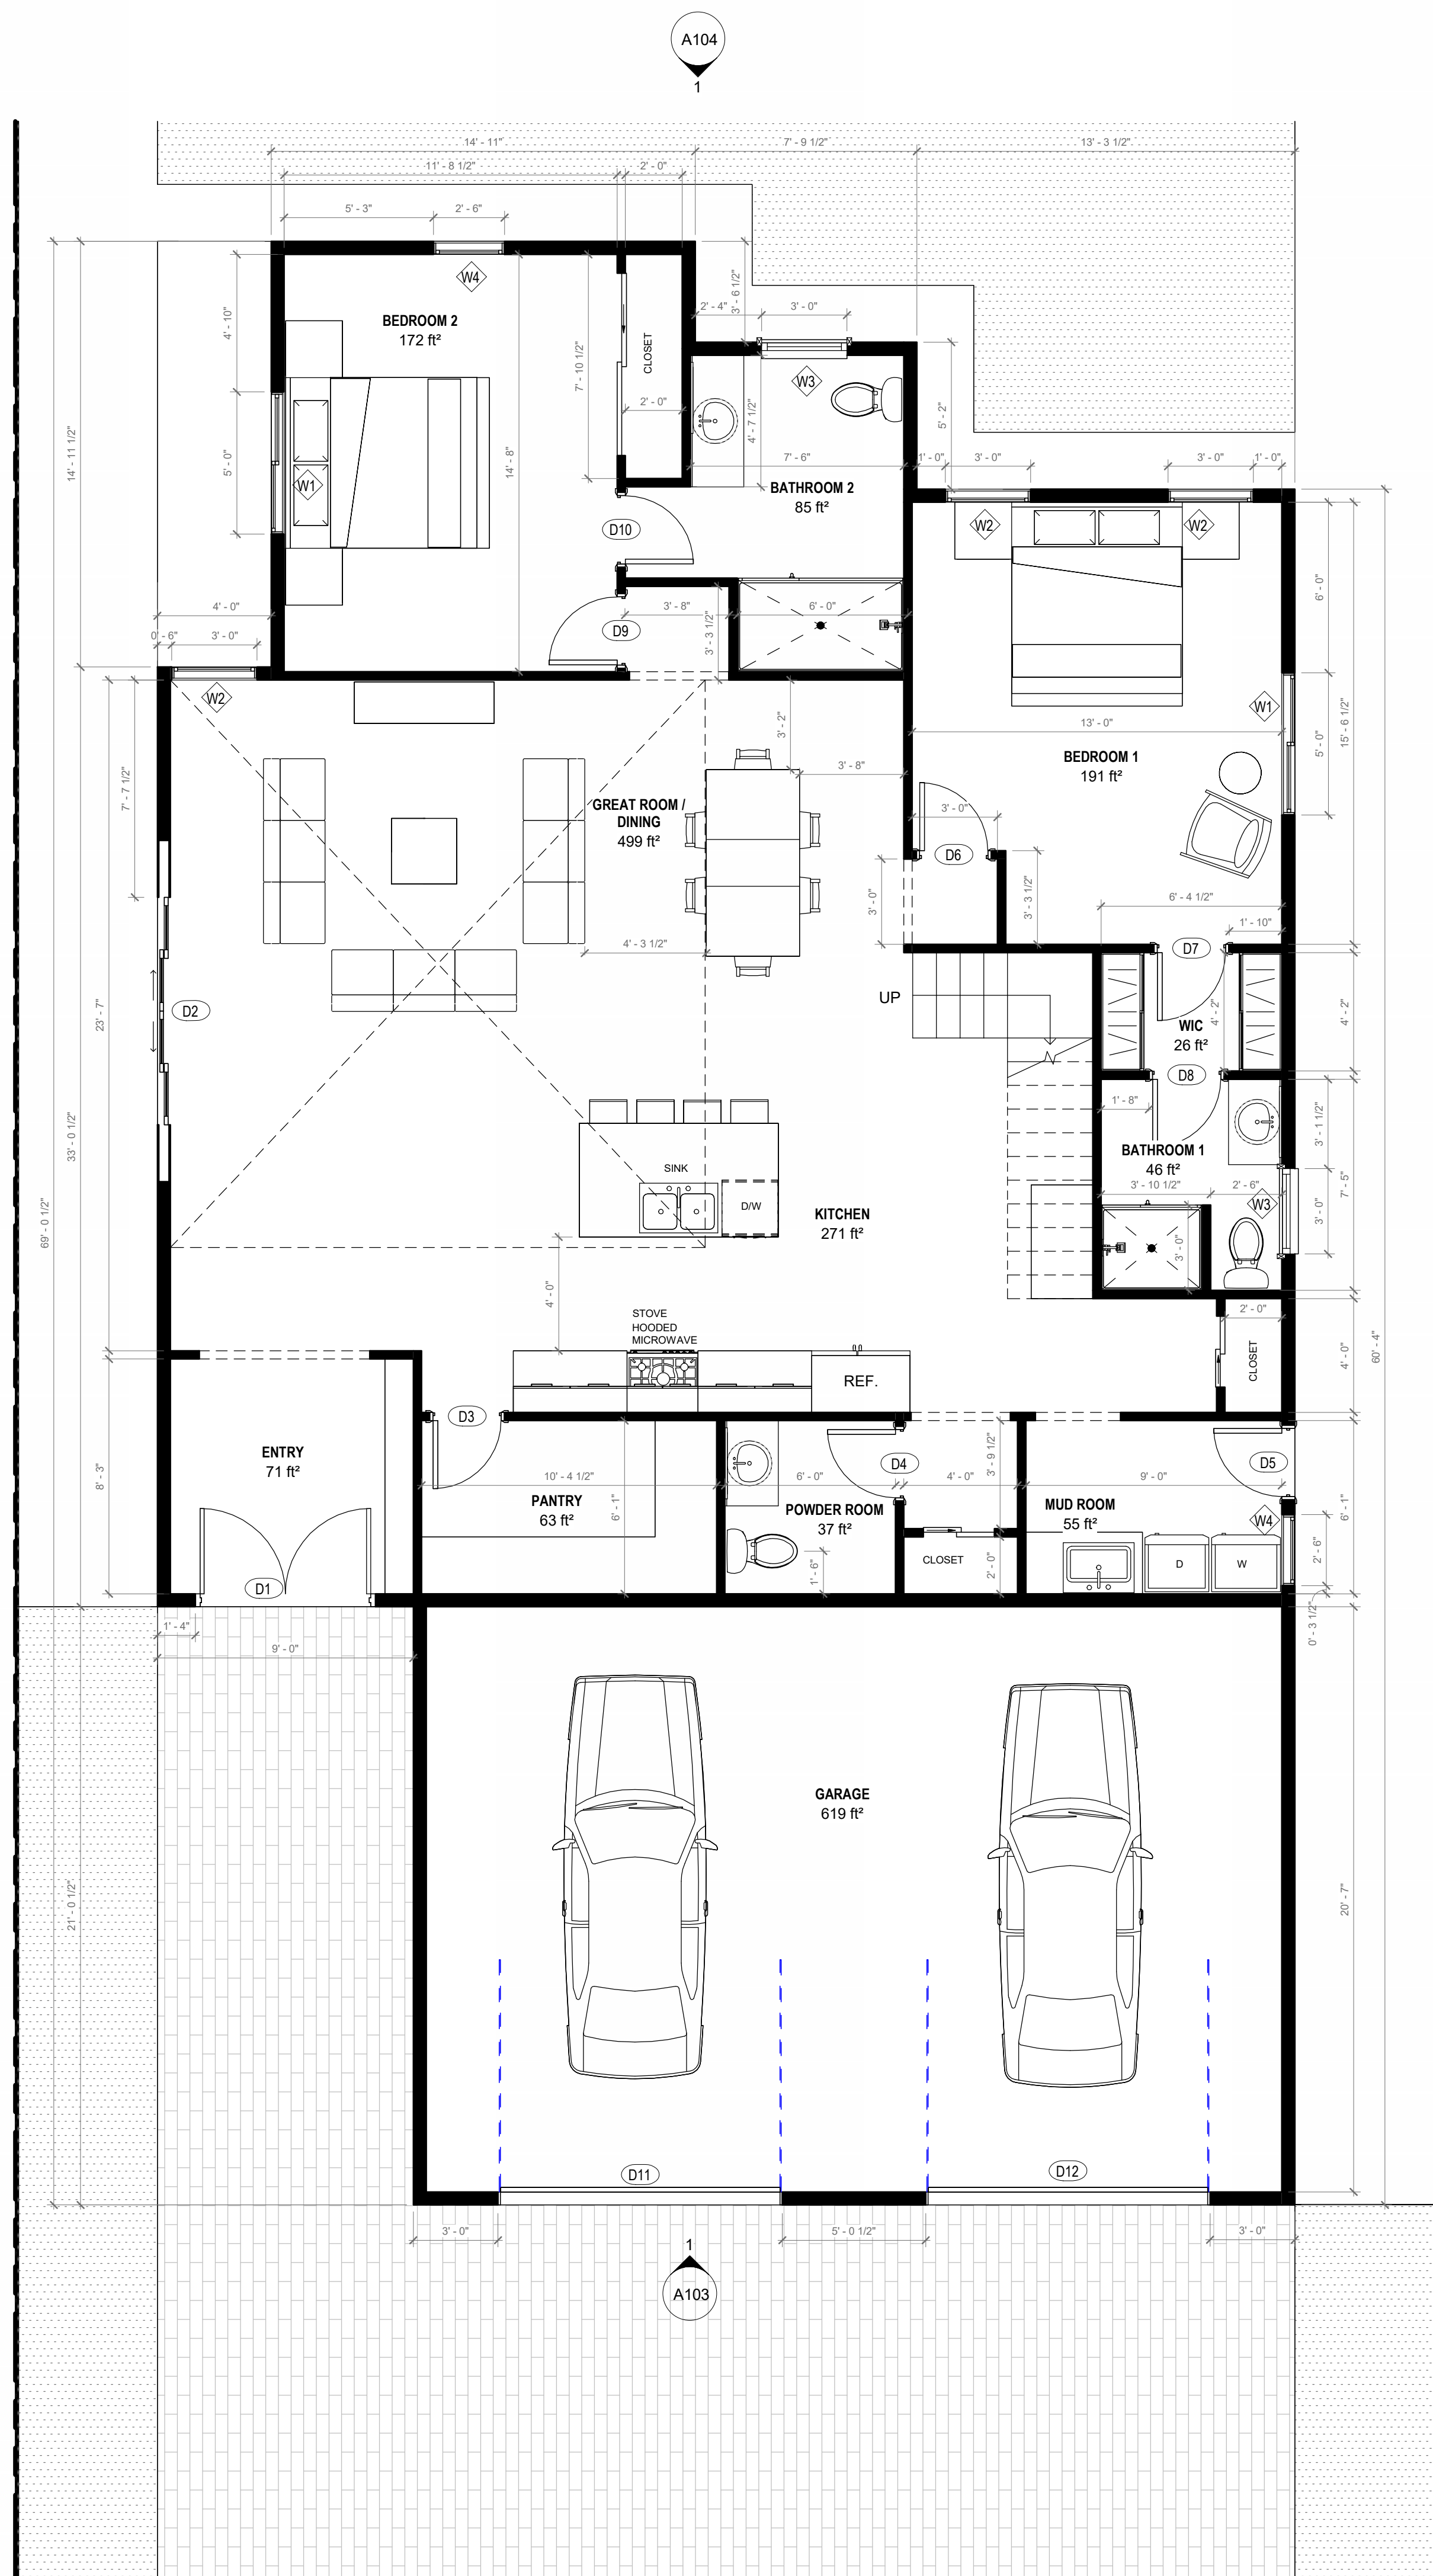 A104
1
14' - 11"
7' - 9 1/2"
13' - 3 1/2"
11' - 8 1/2"
2' - 0"
5' - 3"
2' - 6"
W4
BEDROOM 2
172 ft²
4' - 10"
7' - 10 1/2"
CLOSET
3' - 6 1/2"
2' - 4"
3' - 0"
W3
2' - 0"
4' - 7 1/2"
5' - 2"
14' - 11 1/2"
5' - 0"
W1
14' - 8"
7' - 6"
BATHROOM 2
85 ft²
1' - 0"
3' - 0"
3' - 0"
1' - 0"
D10
W2
W2
6' - 0"
4' - 0"
3' - 8"
6' - 0"
D9
3' - 3 1/2"
0' - 6"
3' - 0"
W2
W1
3' - 2"
13' - 0"
5' - 0"
15' - 6 1/2"
BEDROOM 1
191 ft²
3' - 8"
7' - 7 1/2"
GREAT ROOM /
DINING
499 ft²
3' - 0"
D6
3' - 0"
3' - 3 1/2"
6' - 4 1/2"
1' - 10"
4' - 3 1/2"
D7
UP
D2
23' - 7"
4' - 2"
WIC
26 ft²
4' - 2"
D8
1' - 8"
33' - 0 1/2"
69' - 0 1/2"
3' - 1 1/2"
BATHROOM 1
46 ft²
SINK
D/W
3' - 10 1/2"
2' - 6"
W3
7' - 5"
3' - 0"
KITCHEN
271 ft²
3' - 0"
4' - 0"
STOVE
HOODED
MICROWAVE
2' - 0"
CLOSET
4' - 0"
60' - 4"
REF.
D3
ENTRY
71 ft²
8' - 3"
10' - 4 1/2"
PANTRY
63 ft²
6' - 1"
6' - 0"
D4
POWDER ROOM
37 ft²
4' - 0"
3' - 9 1/2"
9' - 0"
D5
MUD ROOM
55 ft²
W4
6' - 1"
2' - 6"
CLOSET
1' - 6"
2' - 0"
D
W
D1
0' - 3 1/2"
1' - 4"
9' - 0"
GARAGE
619 ft²
21' - 0 1/2"
20' - 7"
D11
D12
3' - 0"
5' - 0 1/2"
3' - 0"
1
A103